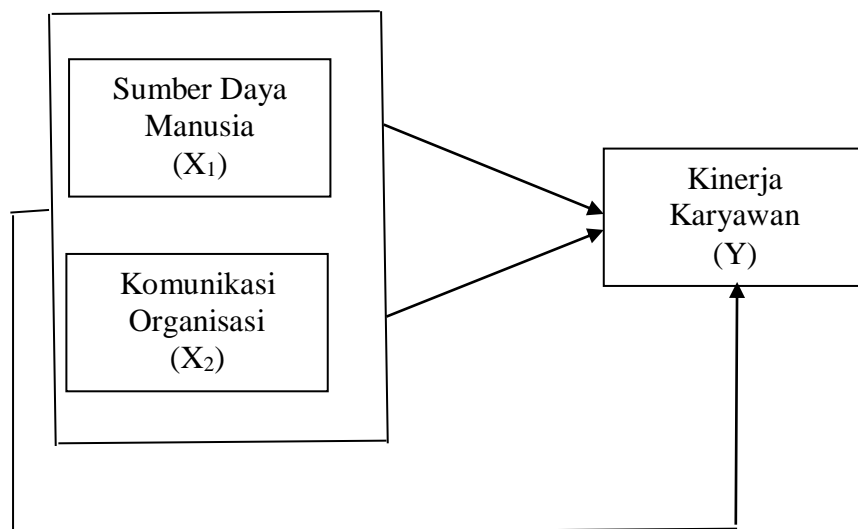 Sumber Daya
Manusia
(X₁)
Komunikasi
Organisasi
(X₂)
Kinerja
Karyawan
(Y)